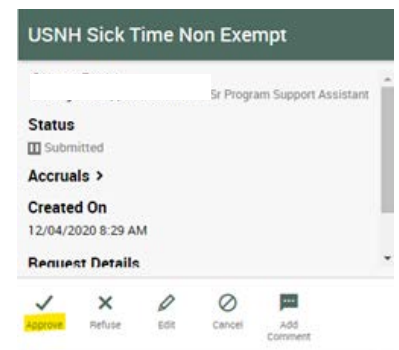 USNH Sick Time Non Exempt
Sr Program Support Assistant
Status
Submitted
Accruals >
Created On
12/04/2020 8:29 AM
Request Details
Approve Refuse Edit Cancel Add Comment